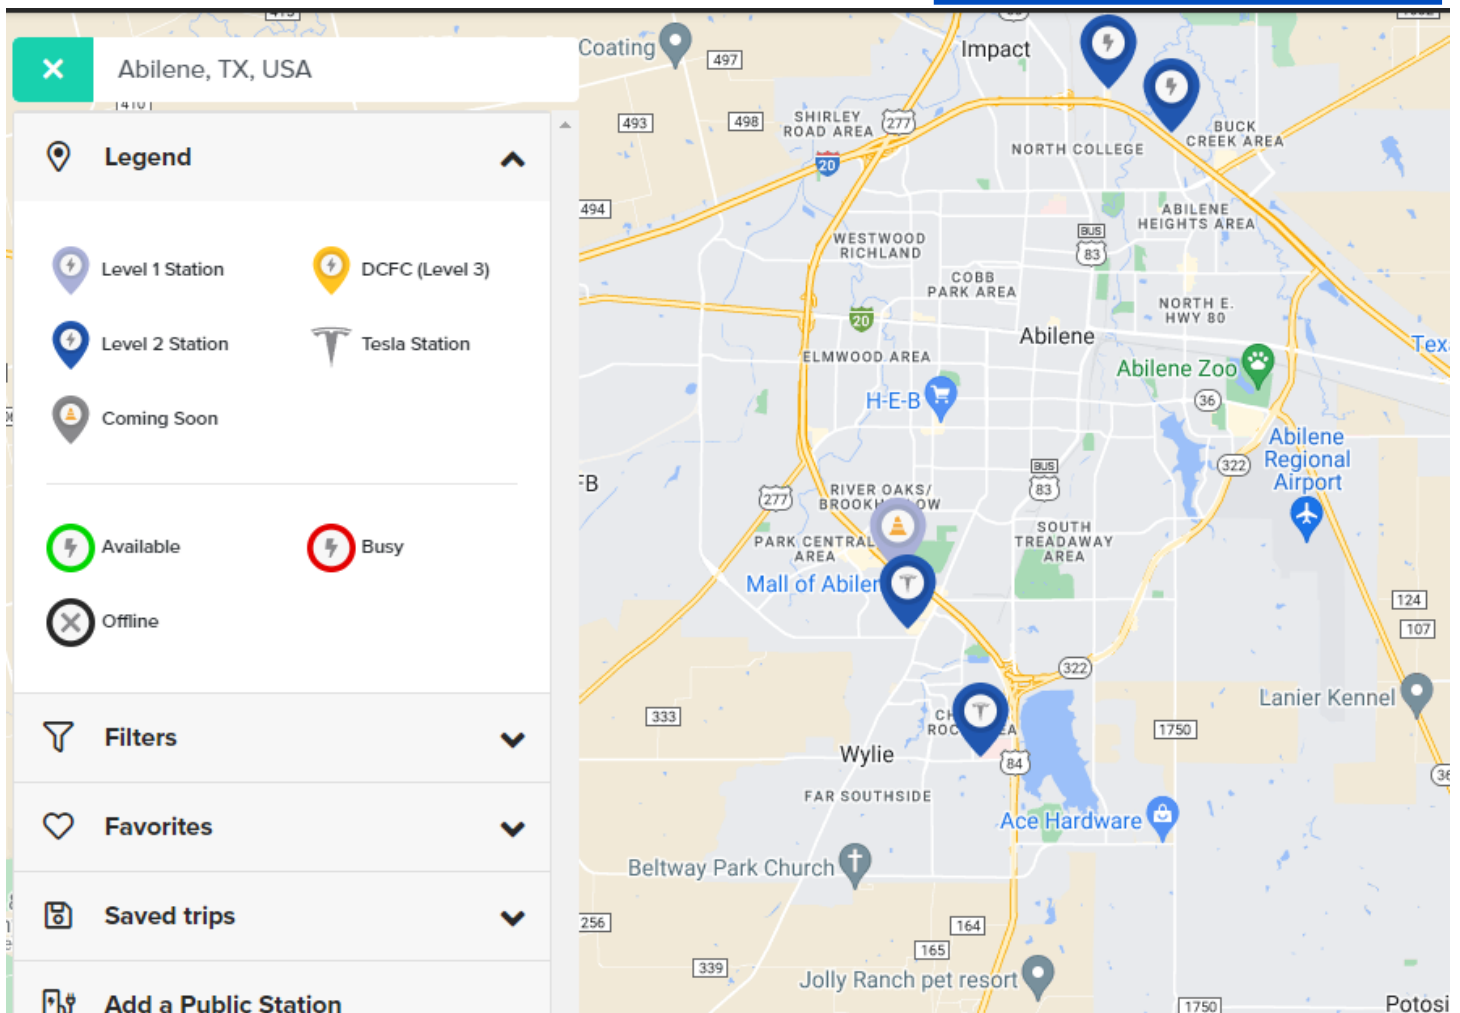 Abilene, TX, USA
Legend
Level 1 Station
DCFC (Level 3)
Level 2 Station
Tesla Station
Coming Soon
Available
Busy
Offline
Filters
Favorites
Saved trips
Add a Public Station
Coating
497
Impact
493
498
SHIRLEY
ROAD AREA
277
20
NORTH COLLEGE
BUCK
CREEK AREA
494
WESTWOOD
RICHLAND
BUS
83
ABILENE
HEIGHTS AREA
COBB
PARK AREA
NORTH E.
HWY 80
20
Abilene
ELMWOOD AREA
Abilene Zoo
H-E-B
36
Abilene
Regional
Airport
322
BUS
83
277
RIVER OAKS/
SOUTH
TREADAWAY
AREA
PARK CENTRAL
AREA
Mall of Abilen
124
107
322
Lanier Kennel
333
1750
Wylie
84
FAR SOUTHSIDE
Ace Hardware
Beltway Park Church
256
164
165
339
Jolly Ranch pet resort
1750
Potosi